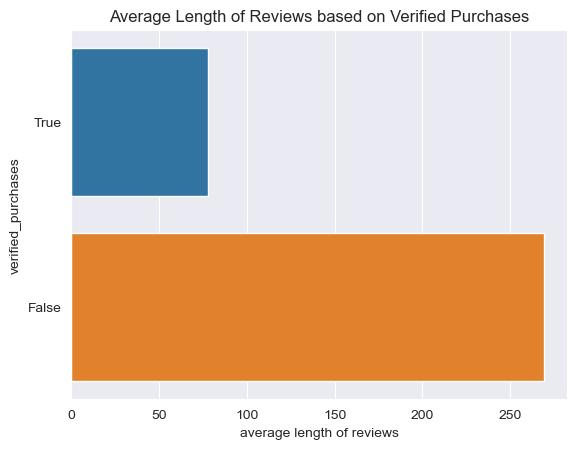 Average Length of Reviews based on Verified Purchases
True
verified_purchases
False
0 50 100 150 200 250
average length of reviews